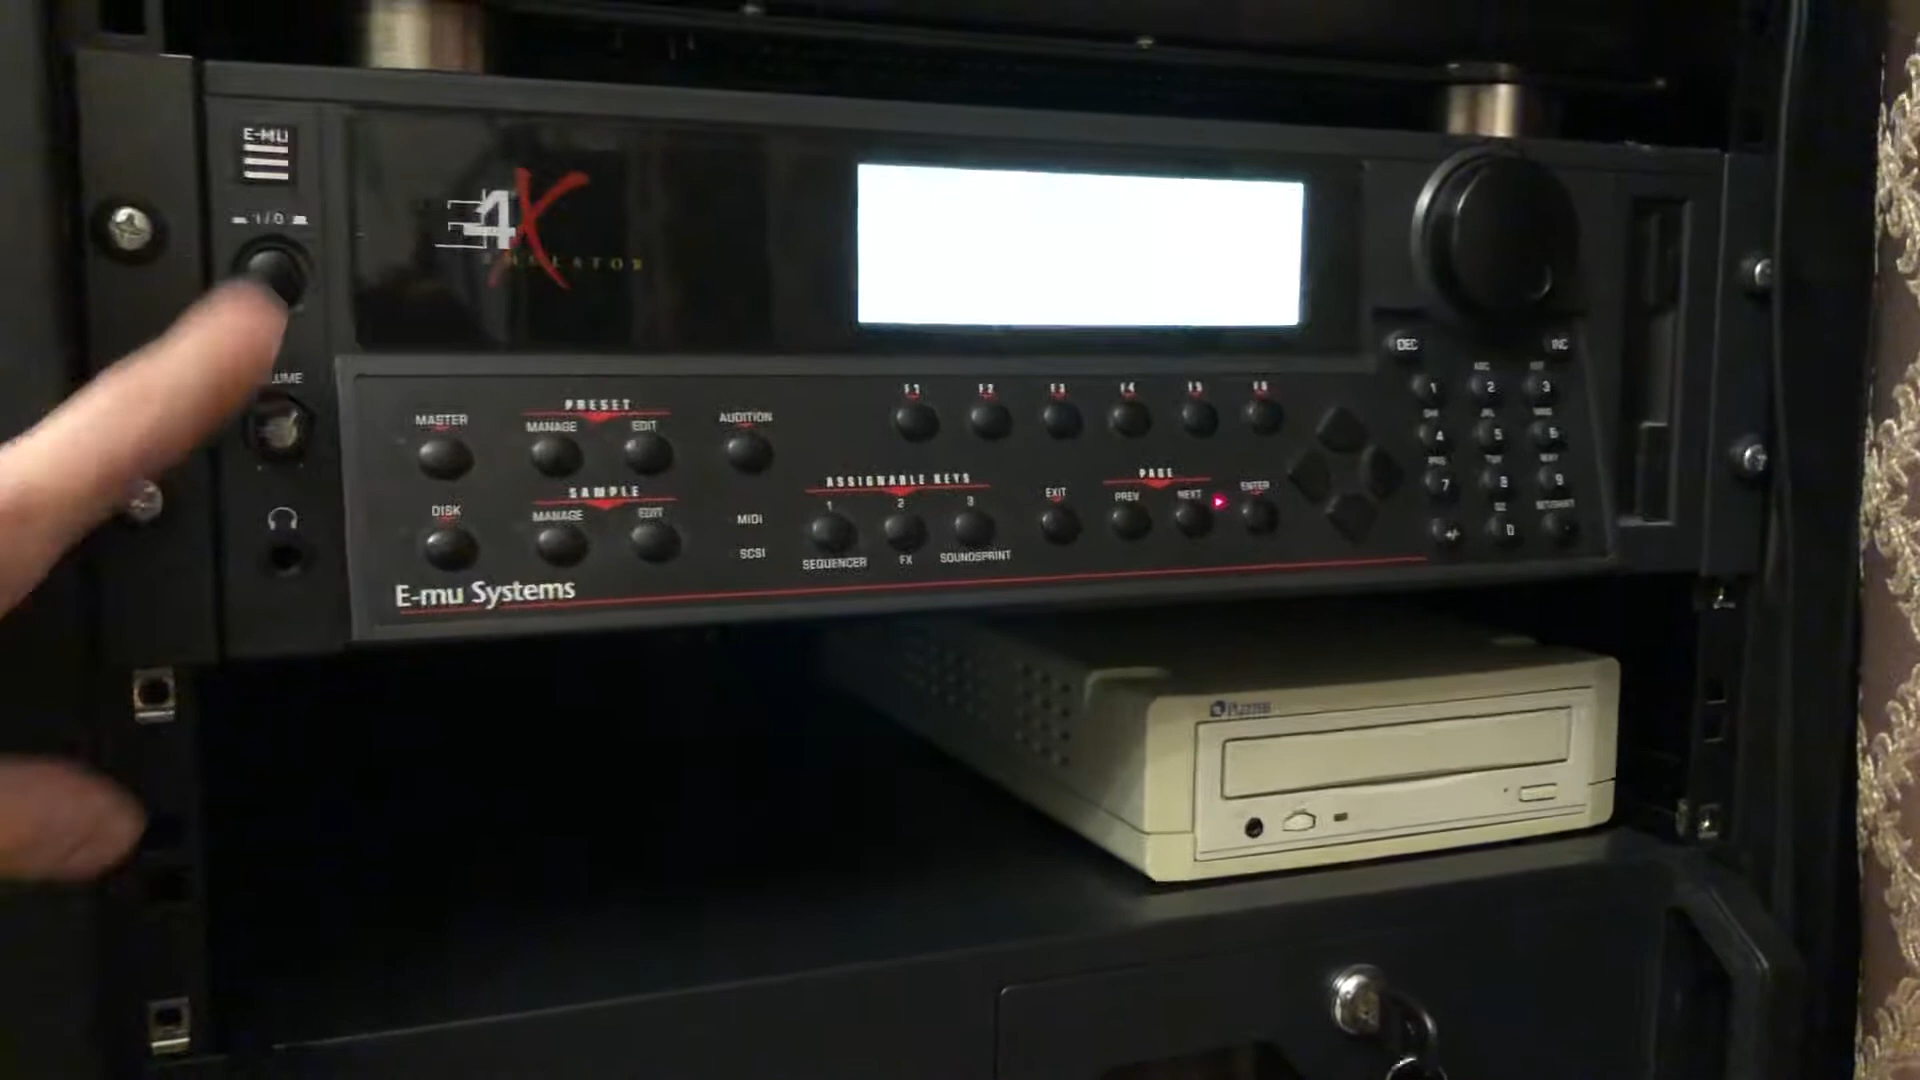 E-MU
I/O
E4X
EMULATOR
MASTER
PRESET
MANAGE
EDIT
AUDITION
DISK
SAMPLE
MANAGE
EDIT
MIDI
SCSI
F1 F2 F3 F4 F5 F6
ASSIGNABLE KEYS
1 2 3
SEQUENCER FX SOUNDSPRINT
EXIT
PAGE
PREV NEXT
ENTER
DEC INC
ABC
1 2 3
4 5 6
7 8 9
+/- 0
E-mu Systems